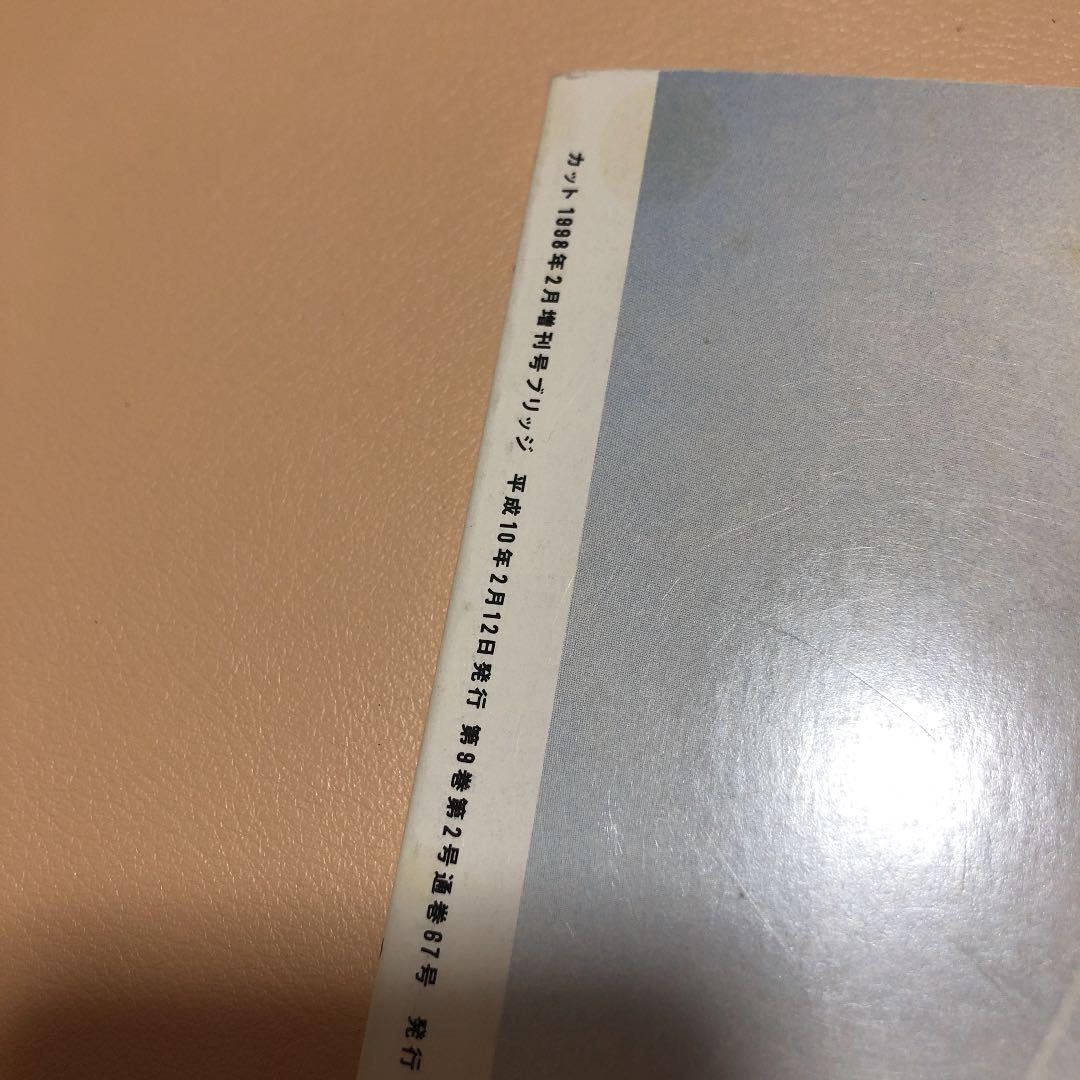 カット1998年2月増刊号ブリッジ 平成10年2月12日発行 第9巻第2号通巻67号 発行